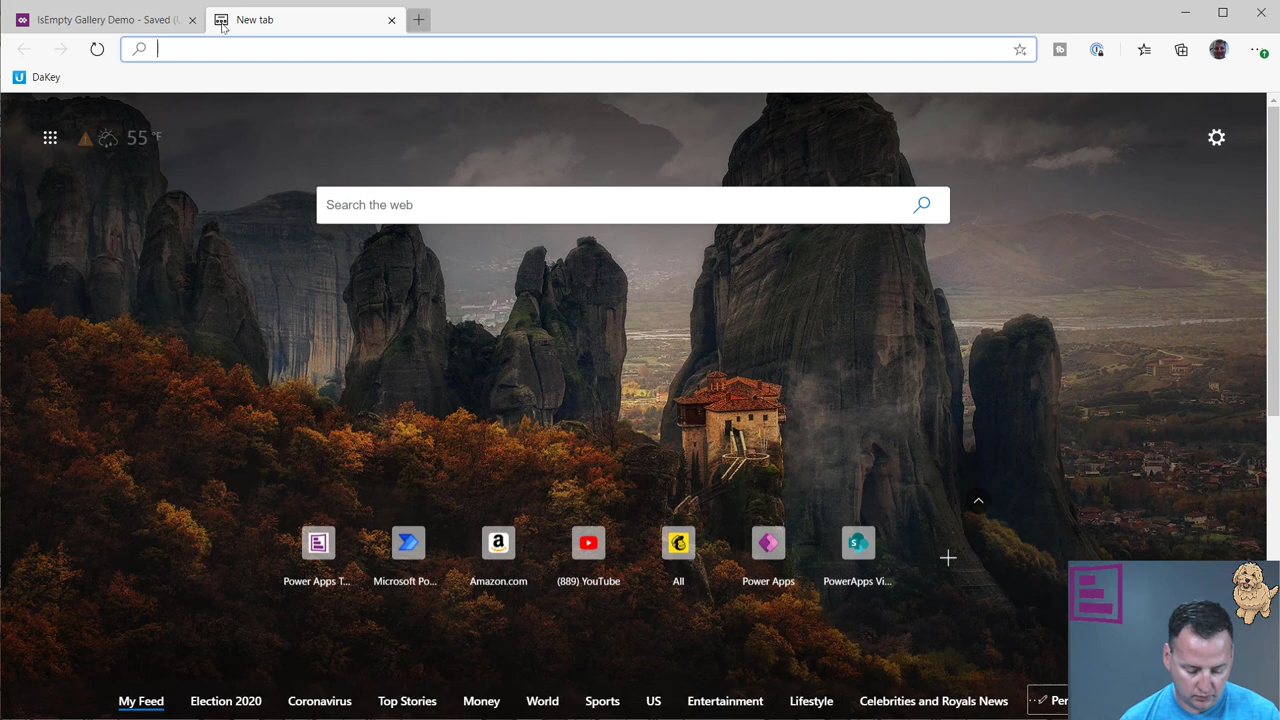 IsEmpty Gallery Demo - Saved (
New tab
DaKey
55 °F
Search the web
Power Apps T...
Microsoft Po...
Amazon.com
(889) YouTube
All
Power Apps
PowerApps Vi...
My Feed
Election 2020
Coronavirus
Top Stories
Money
World
Sports
US
Entertainment
Lifestyle
Celebrities and Royals News
Per